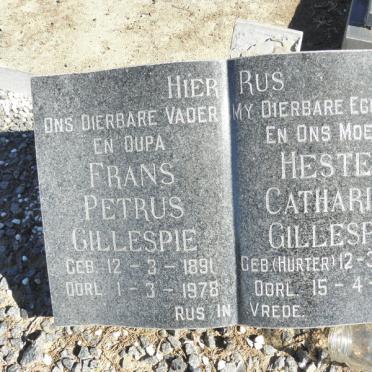 HIER RUS
ONS DIERBARE VADER
EN OUPA
FRANS
PETRUS
GILLESPIE
GEB. 12 - 3 - 1891
OORL. 1 - 3 - 1978
MY DIERBARE
EN ONS
GEB. (HURTER) 12 - 3
OORL. 15 - 4 -
RUS IN VREDE.